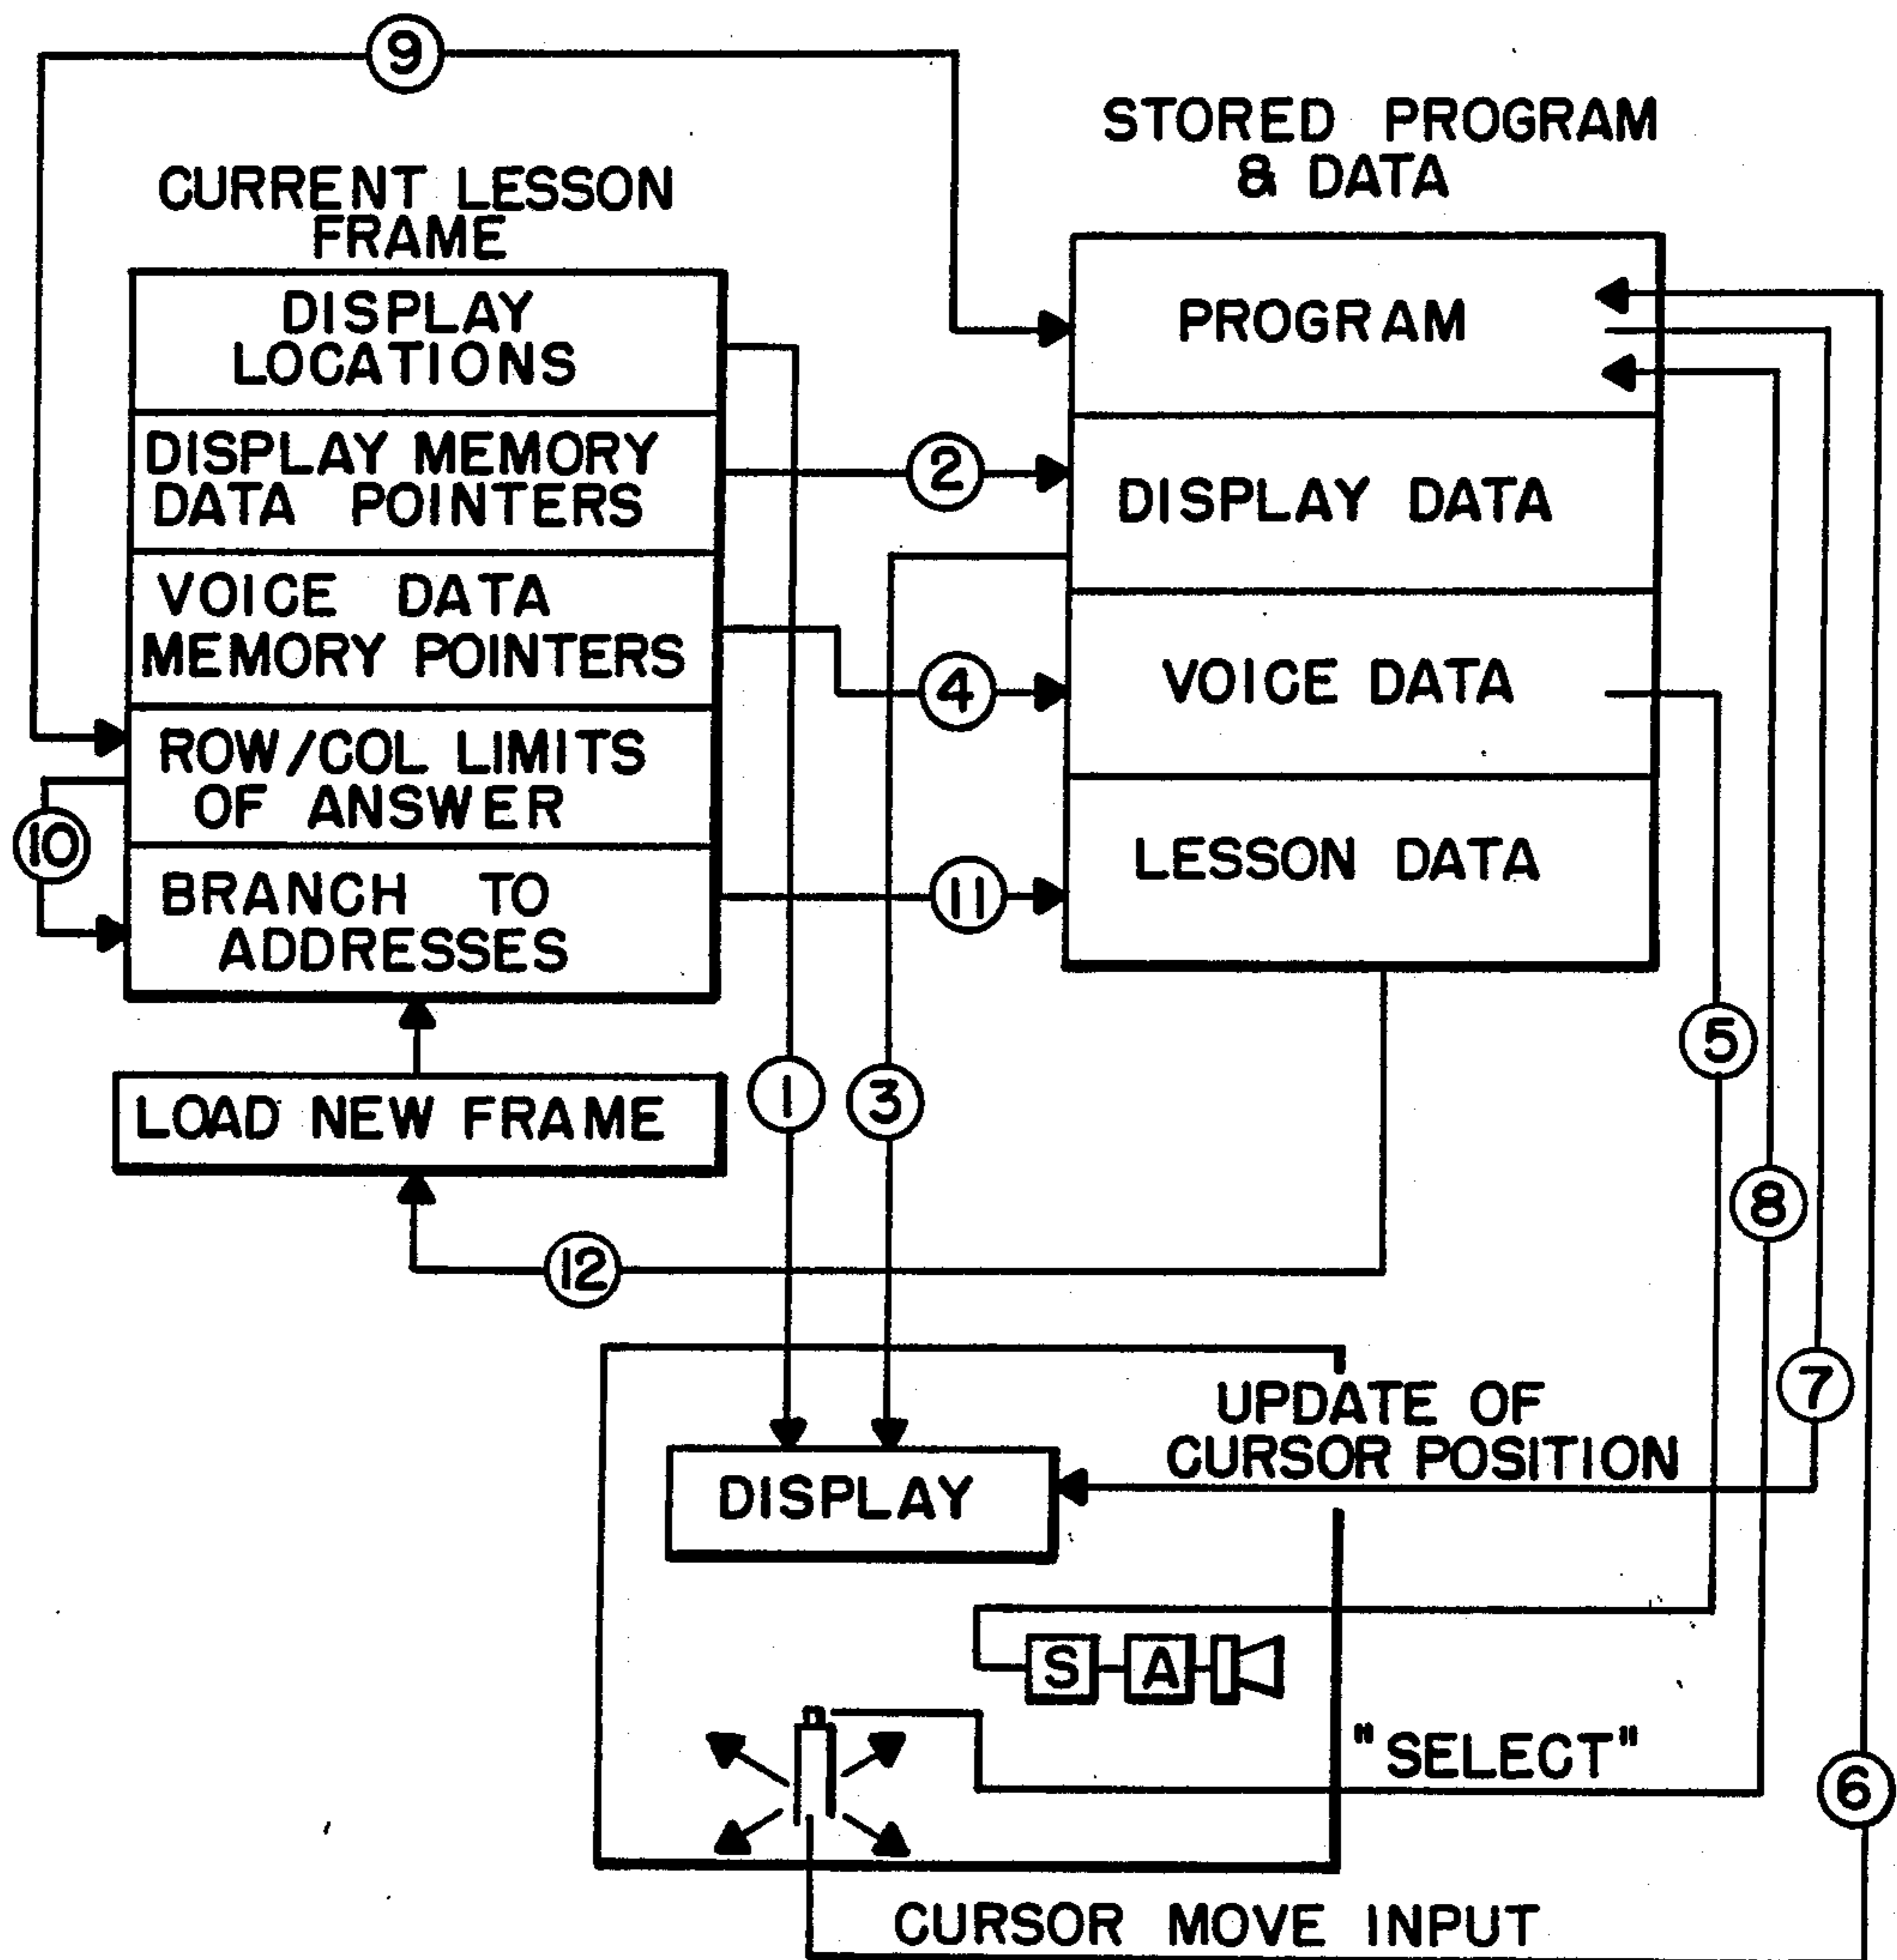 9
STORED PROGRAM
& DATA
CURRENT LESSON
FRAME
DISPLAY
LOCATIONS
DISPLAY MEMORY
DATA POINTERS
VOICE DATA
MEMORY POINTERS
ROW/COL LIMITS
OF ANSWER
BRANCH TO
ADDRESSES
10
2
4
11
PROGRAM
DISPLAY DATA
VOICE DATA
LESSON DATA
5
LOAD NEW FRAME
1
3
8
12
7
UPDATE OF
CURSOR POSITION
DISPLAY
S A
"SELECT"
6
CURSOR MOVE INPUT